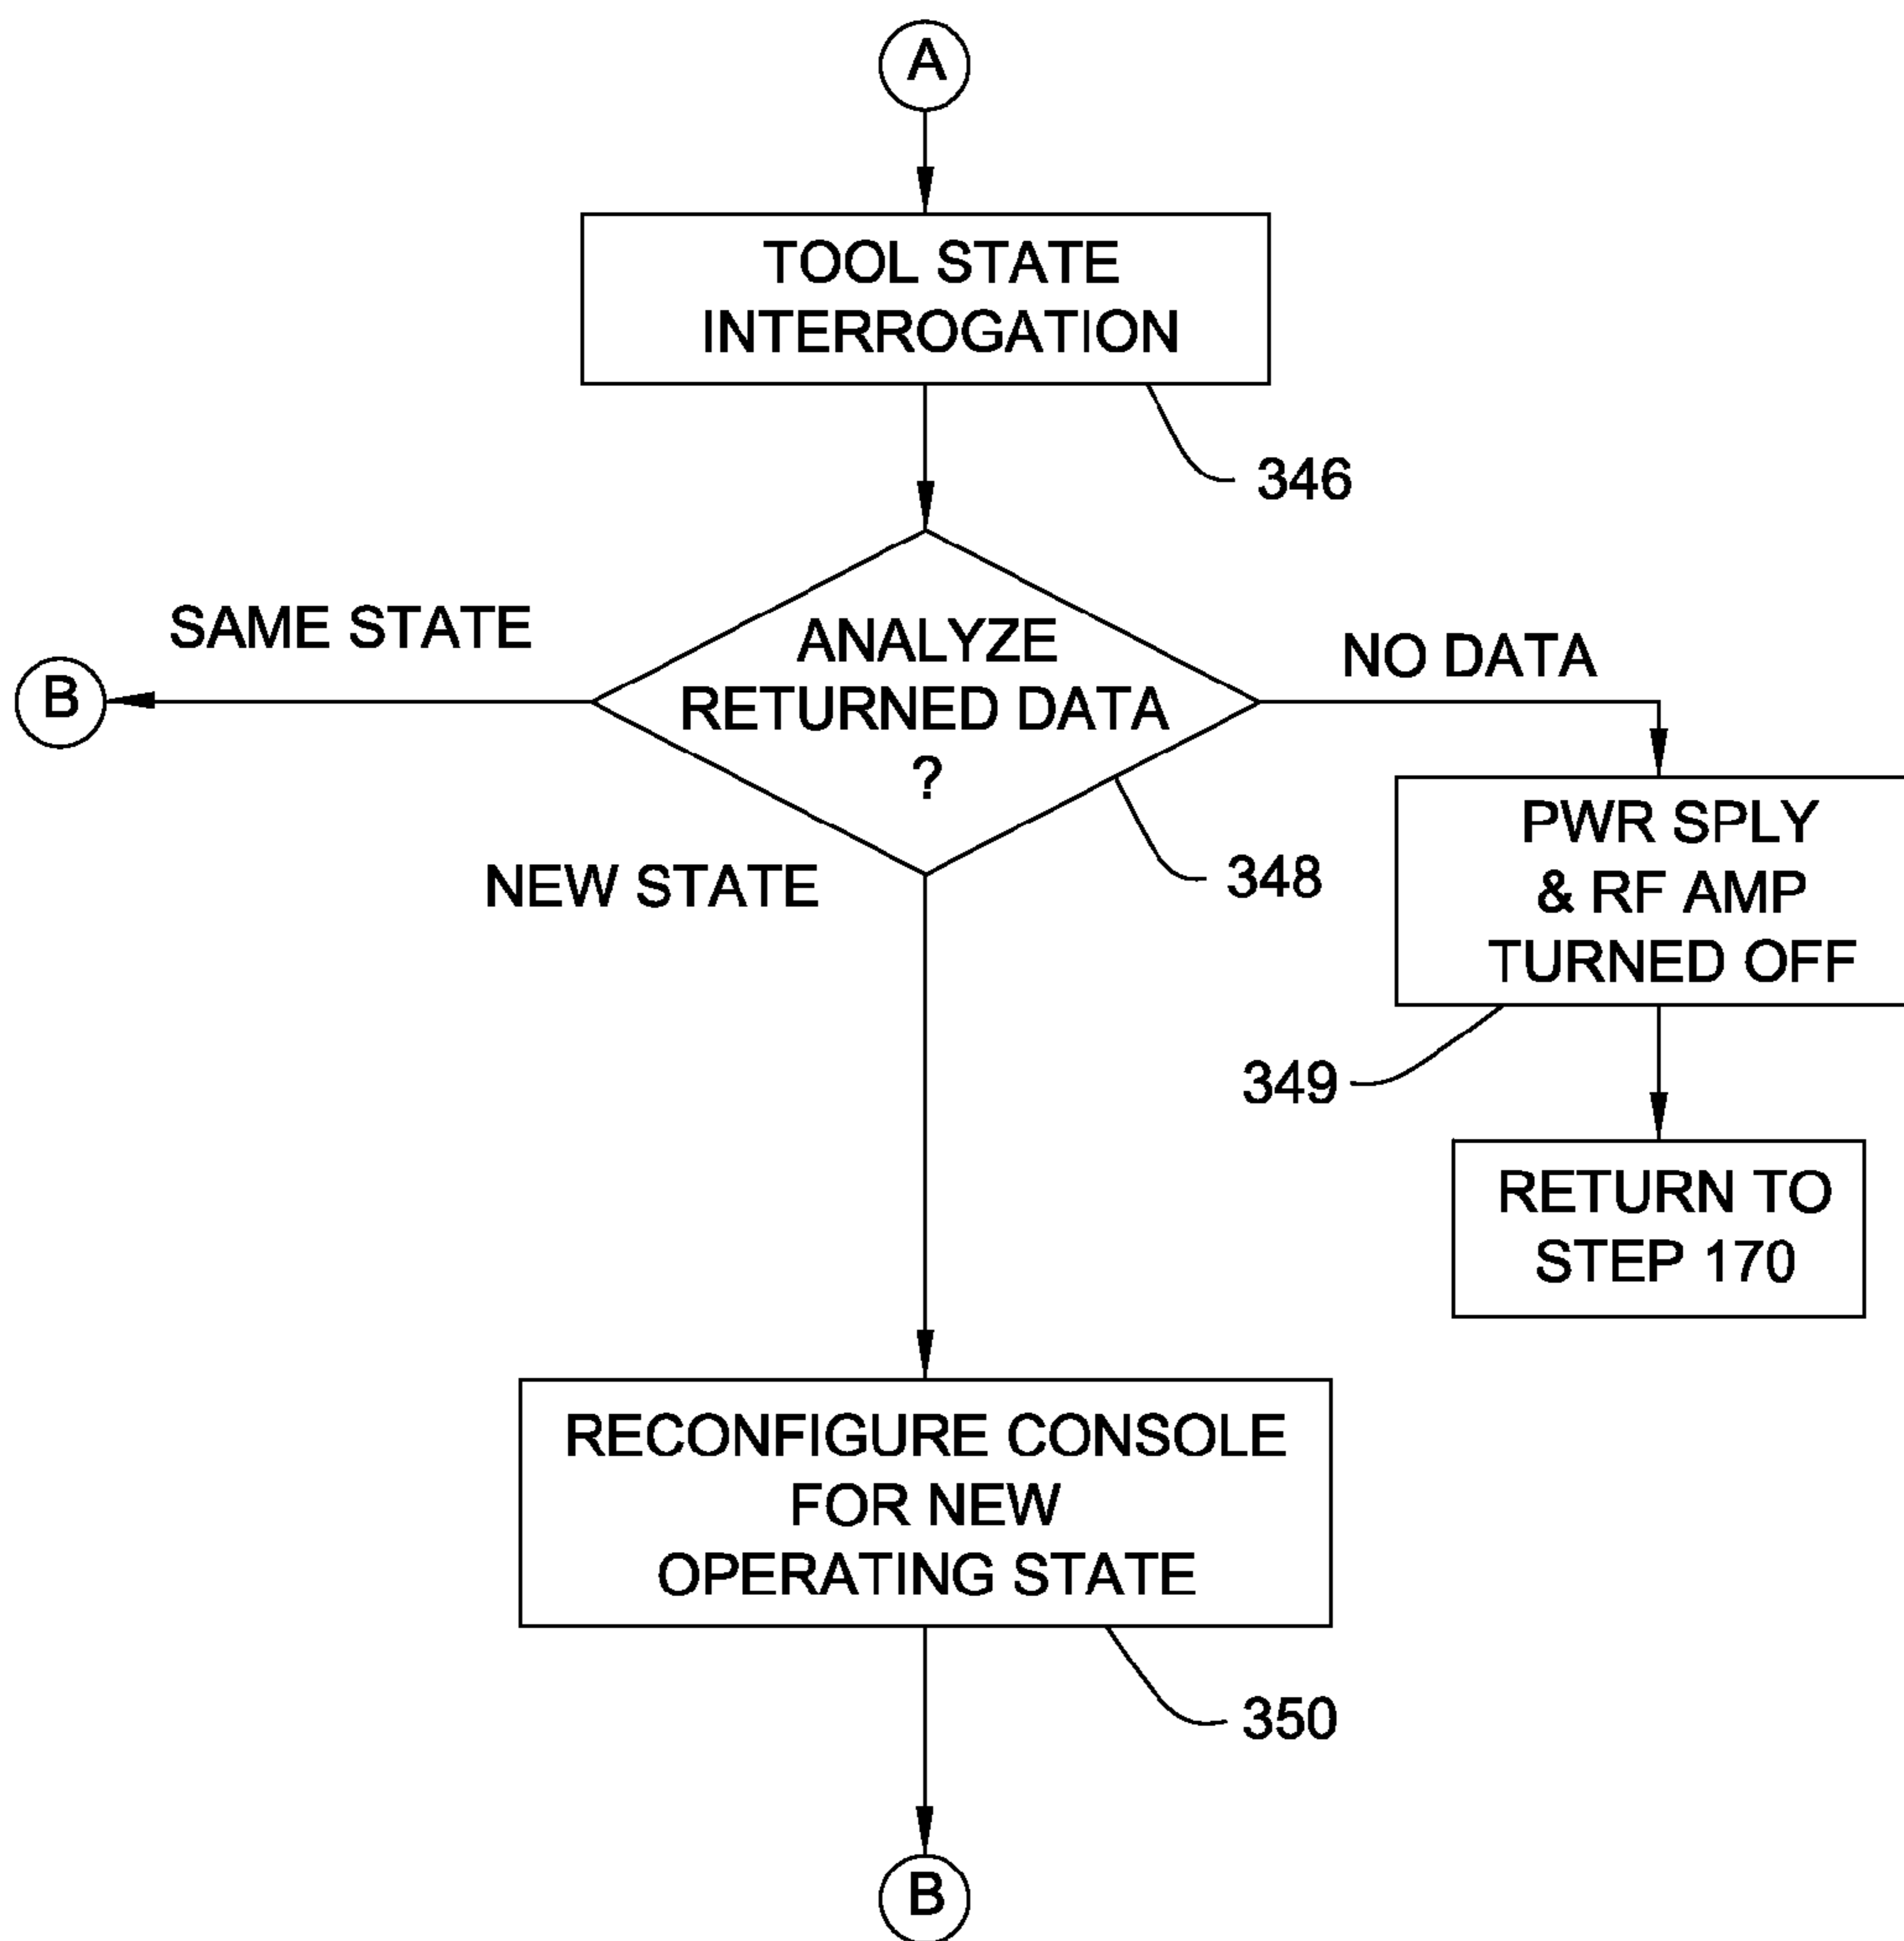 A
TOOL STATE
INTERROGATION
346
SAME STATE
B
ANALYZE
RETURNED DATA
?
NO DATA
348
NEW STATE
PWR SPLY
& RF AMP
TURNED OFF
349
RETURN TO
STEP 170
RECONFIGURE CONSOLE
FOR NEW
OPERATING STATE
350
B